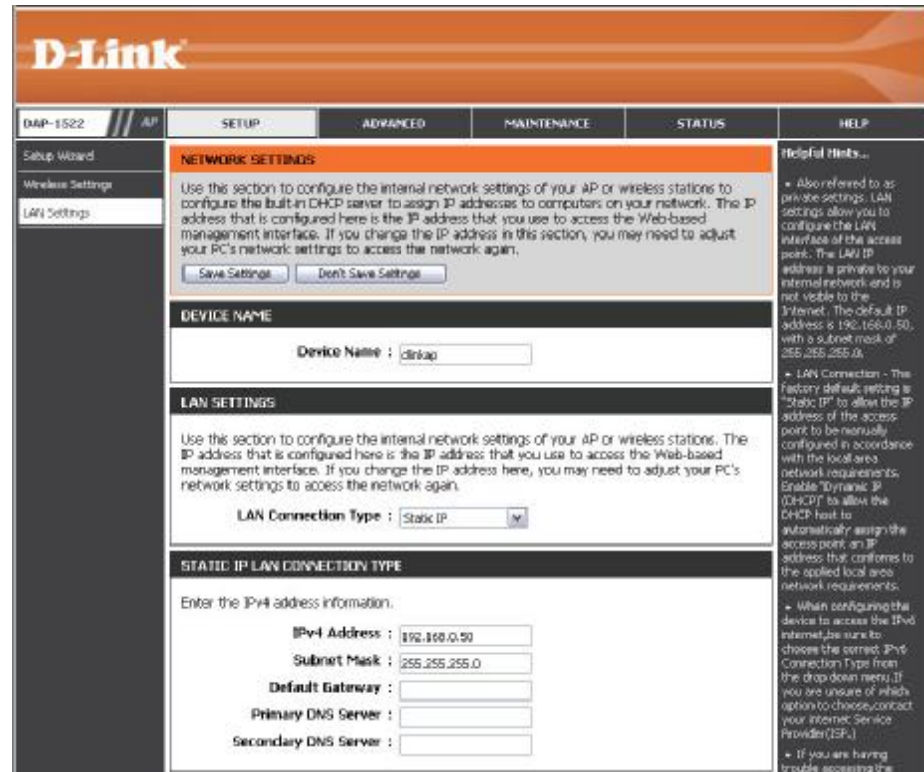 D-Link
DAP-1522 /// AP
SETUP
ADVANCED
MAINTENANCE
STATUS
HELP
Setup Wizard
Wireless Settings
LAN Settings
NETWORK SETTINGS
Use this section to configure the internal network settings of your AP or wireless stations to
configure the built-in DHCP server to assign IP addresses to computers on your network. The IP
address that is configured here is the IP address that you use to access the Web-based
management interface. If you change the IP address in this section, you may need to adjust
your PC's network settings to access the network again.
Save Settings
Don't Save Settings
DEVICE NAME
Device Name : dlinkap
LAN SETTINGS
Use this section to configure the internal network settings of your AP or wireless stations. The
IP address that is configured here is the IP address that you use to access the Web-based
management interface. If you change the IP address here, you may need to adjust your PC's
network settings to access the network again.
LAN Connection Type : Static IP
STATIC IP LAN CONNECTION TYPE
Enter the IPv4 address information.
IPv4 Address : 192.168.0.50
Subnet Mask : 255.255.255.0
Default Gateway :
Primary DNS Server :
Secondary DNS Server :
Helpful Hints...
• Also referred to as
private settings. LAN
settings allow you to
configure the LAN
interface of the access
point. The LAN IP
address is private to your
internal network and is
not visible to the
Internet. The default IP
address is 192.168.0.50,
with a subnet mask of
255.255.255.0.
• LAN Connection - The
factory default setting is
"Static IP" to allow the IP
address of the access
point to be manually
configured in accordance
with the local area
network requirements.
Enable "Dynamic IP
(DHCP)" to allow the
DHCP host to
automatically assign the
access point an IP
address that conforms to
the applied local area
network requirements.
• When configuring the
device to access the IPv6
internet,be sure to
choose the correct IPv6
Connection Type from
the drop down menu.If
you are unsure of which
option to choose,contact
your Internet Service
Provider(ISP.)
• If you are having
trouble accessing the